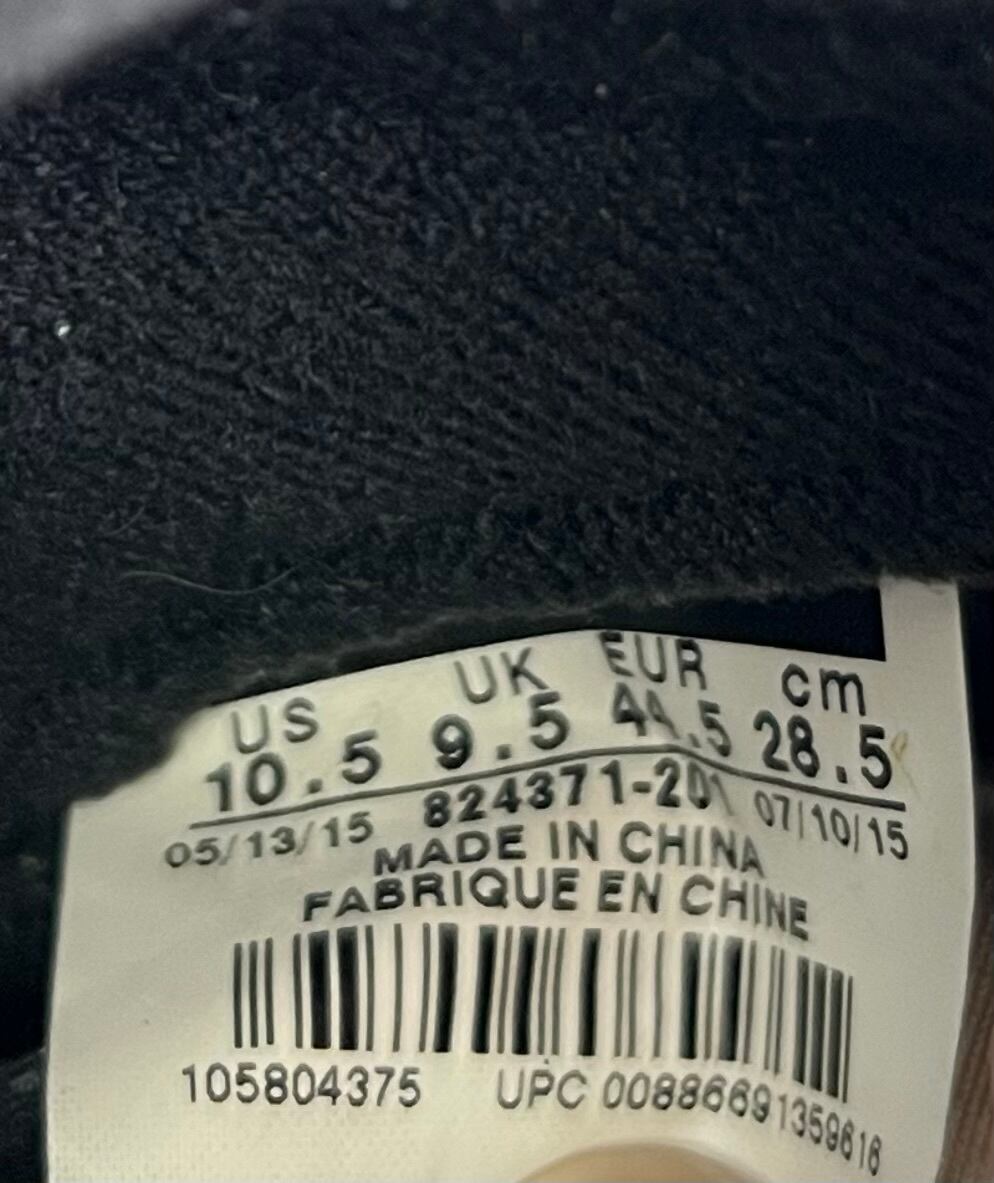 US UK EUR cm
10.5 9.5 44.5 28.5
05/13/15 824371-201 07/10/15
MADE IN CHINA
FABRIQUE EN CHINE
105804375 UPC 00886691359616